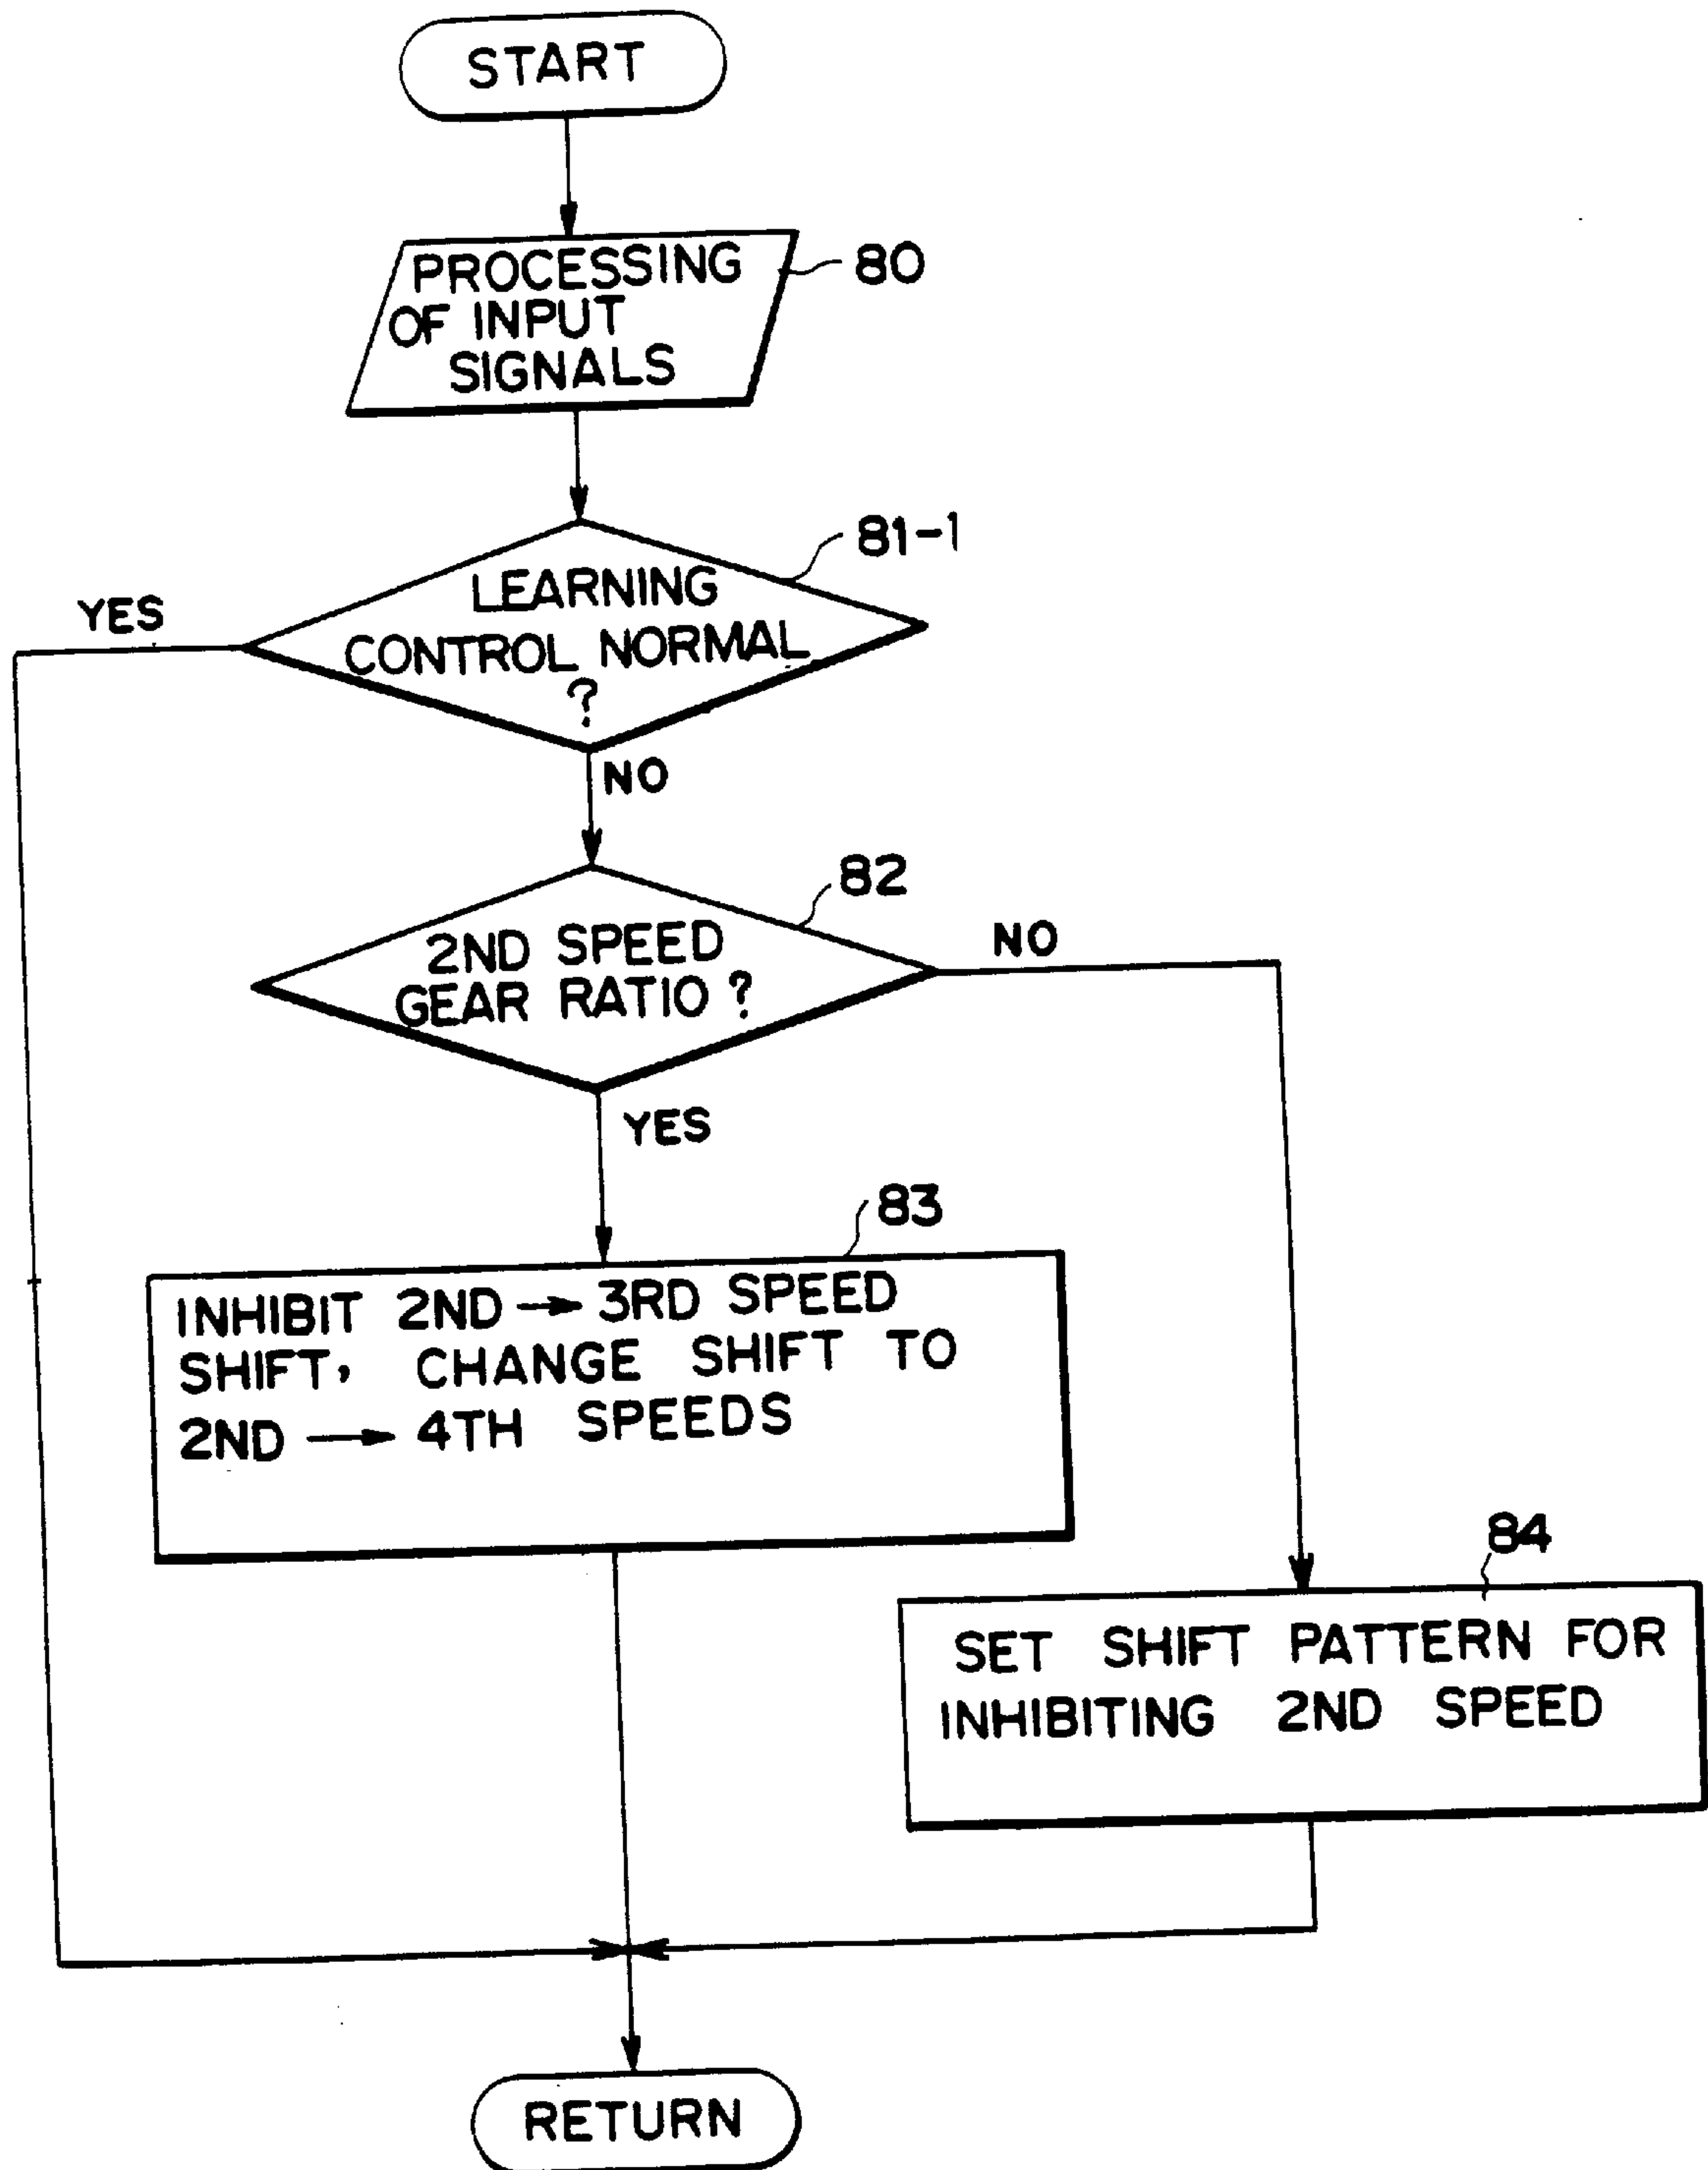 START
PROCESSING
OF INPUT
SIGNALS
80
81-1
LEARNING
CONTROL NORMAL
?
YES
NO
82
2ND SPEED
GEAR RATIO ?
NO
YES
83
INHIBIT 2ND → 3RD SPEED
SHIFT, CHANGE SHIFT TO
2ND → 4TH SPEEDS
84
SET SHIFT PATTERN FOR
INHIBITING 2ND SPEED
RETURN